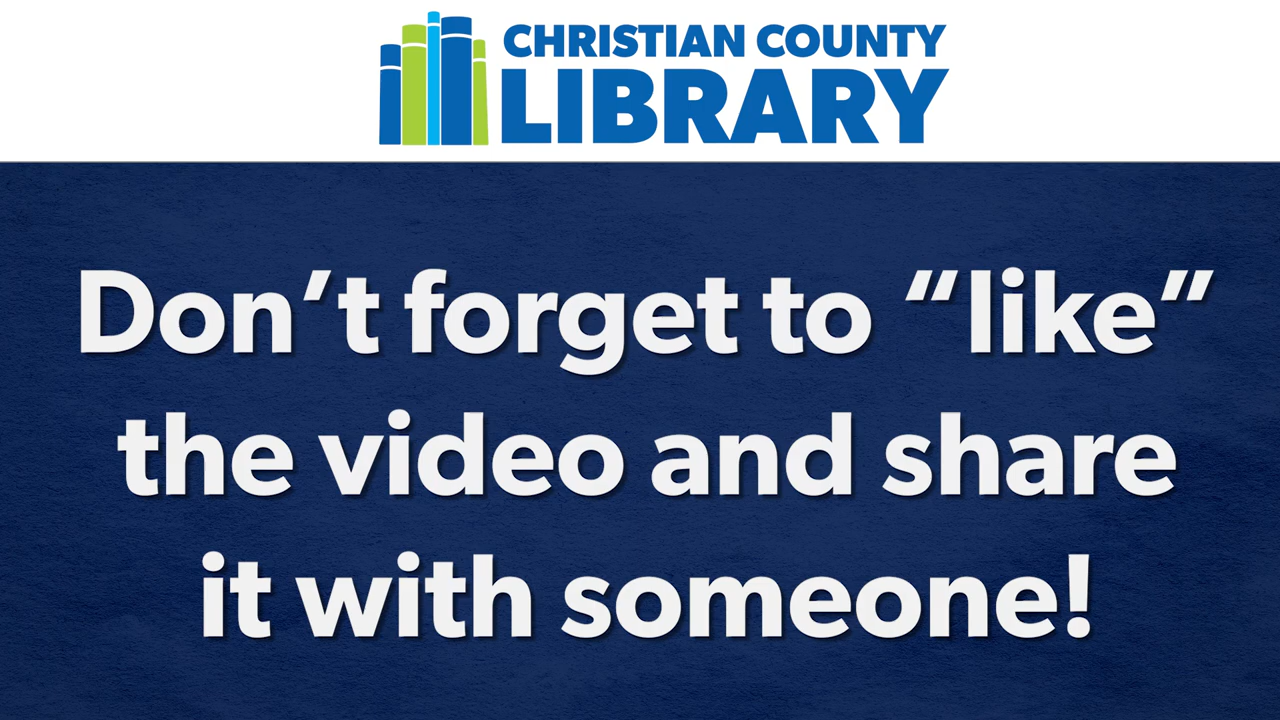 CHRISTIAN COUNTY
LIBRARY
Don’t forget to “like”
the video and share
it with someone!